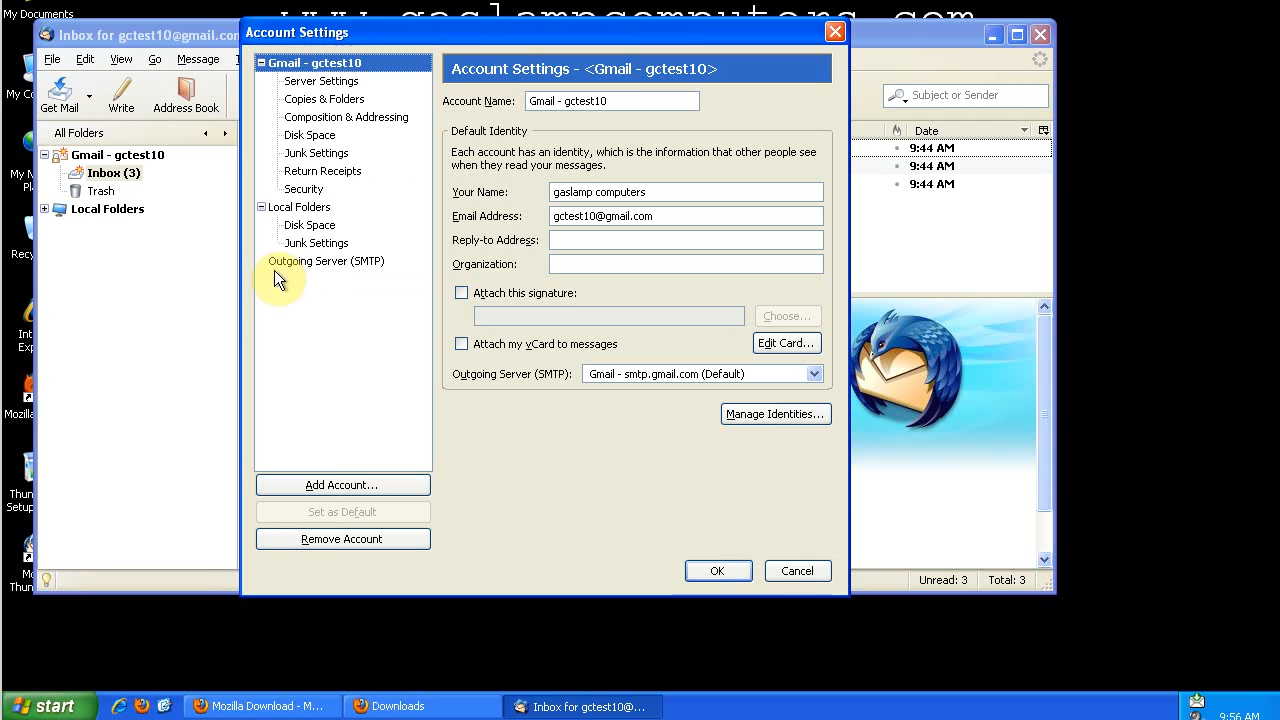 My Documents
www.gaslampcomputers.com
Inbox for gctest10@gmail.com
File Edit View Go Message
Get Mail Write Address Book
Subject or Sender
All Folders
Gmail - gctest10
Inbox (3)
Trash
Local Folders
Date
9:44 AM
9:44 AM
9:44 AM
Account Settings
Gmail - gctest10
Server Settings
Copies & Folders
Composition & Addressing
Disk Space
Junk Settings
Return Receipts
Security
Local Folders
Disk Space
Junk Settings
Outgoing Server (SMTP)
Add Account...
Set as Default
Remove Account
Account Settings - <Gmail - gctest10>
Account Name: Gmail - gctest10
Default Identity
Each account has an identity, which is the information that other people see
when they read your messages.
Your Name: gaslamp computers
Email Address: gctest10@gmail.com
Reply-to Address:
Organization:
Attach this signature:
Choose...
Attach my vCard to messages
Edit Card...
Outgoing Server (SMTP): Gmail - smtp.gmail.com (Default)
Manage Identities...
OK Cancel
Unread: 3 Total: 3
start
Mozilla Download - M...
Downloads
Inbox for gctest10@...
9:56 AM